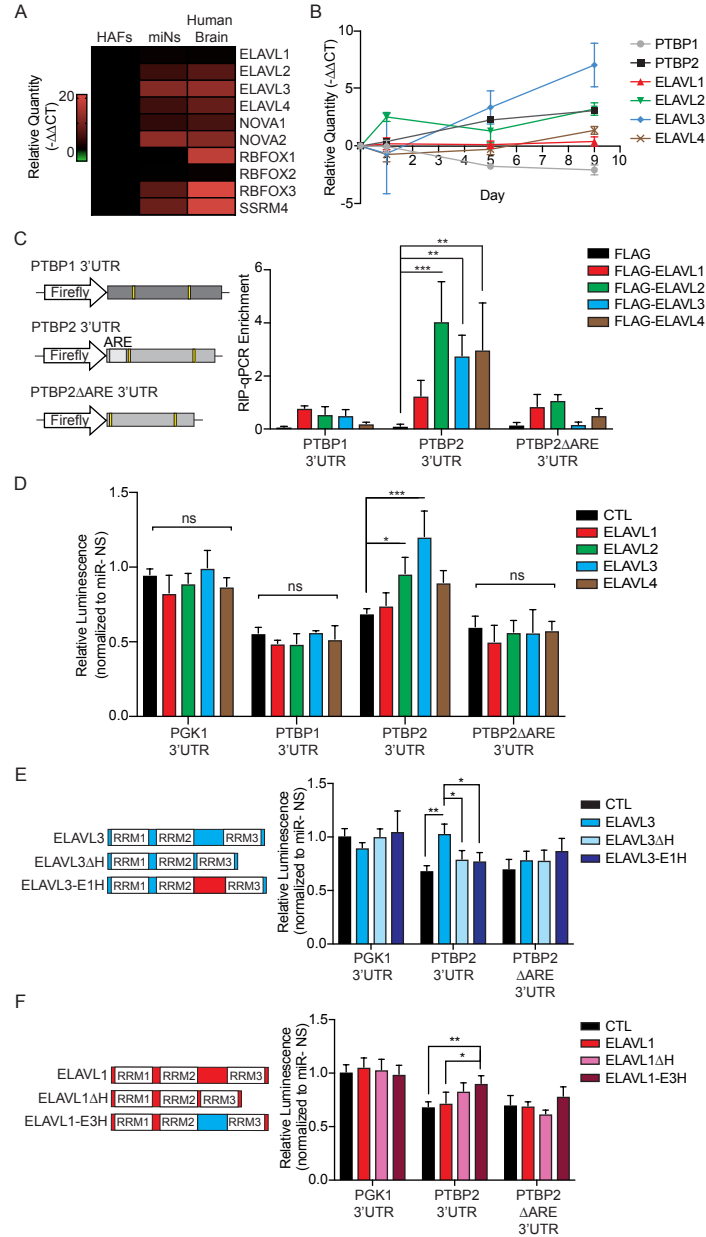 A
HAFs
miNs
Human
Brain
ELAVL1
ELAVL2
ELAVL3
ELAVL4
NOVA1
NOVA2
RBFOX1
RBFOX2
RBFOX3
SSRM4
Relative Quantity
(-ΔΔCT)
20
0
B
Relative Quantity (-ΔΔCT)
10
5
0
-5
1 2 3 4 5 6 7 8 9 10
Day
PTBP1
PTBP2
ELAVL1
ELAVL2
ELAVL3
ELAVL4
C
PTBP1 3'UTR
Firefly
PTBP2 3'UTR
ARE
Firefly
PTBP2ΔARE 3'UTR
Firefly
RIP-qPCR Enrichment
6
4
2
0
**
**
***
PTBP1
3'UTR
PTBP2
3'UTR
PTBP2ΔARE
3'UTR
FLAG
FLAG-ELAVL1
FLAG-ELAVL2
FLAG-ELAVL3
FLAG-ELAVL4
D
Relative Luminescence
(normalized to miR- NS)
1.5
1.0
0.5
0.0
ns
ns
***
*
ns
PGK1
3'UTR
PTBP1
3'UTR
PTBP2
3'UTR
PTBP2ΔARE
3'UTR
CTL
ELAVL1
ELAVL2
ELAVL3
ELAVL4
E
ELAVL3
RRM1 RRM2 RRM3
ELAVL3ΔH
RRM1 RRM2 RRM3
ELAVL3-E1H
RRM1 RRM2 RRM3
Relative Luminescence
(normalized to miR- NS)
1.5
1.0
0.5
0.0
*
** *
PGK1
3'UTR
PTBP2
3'UTR
PTBP2
ΔARE
3'UTR
CTL
ELAVL3
ELAVL3ΔH
ELAVL3-E1H
F
ELAVL1
RRM1 RRM2 RRM3
ELAVL1ΔH
RRM1 RRM2 RRM3
ELAVL1-E3H
RRM1 RRM2 RRM3
Relative Luminescence
(normalized to miR- NS)
1.5
1.0
0.5
0.0
**
*
PGK1
3'UTR
PTBP2
3'UTR
PTBP2
ΔARE
3'UTR
CTL
ELAVL1
ELAVL1ΔH
ELAVL1-E3H